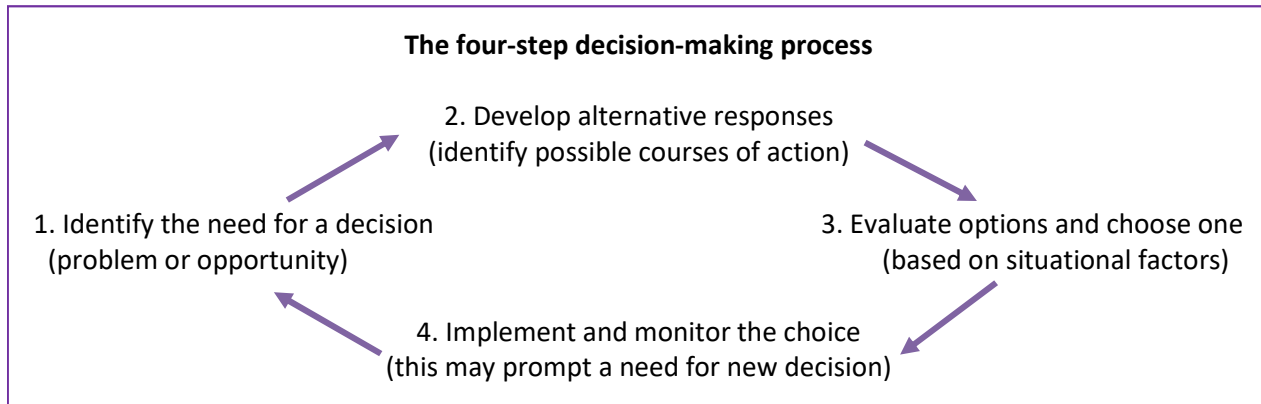 The four-step decision-making process
2. Develop alternative responses
(identify possible courses of action)
1. Identify the need for a decision
(problem or opportunity)
3. Evaluate options and choose one
(based on situational factors)
4. Implement and monitor the choice
(this may prompt a need for new decision)